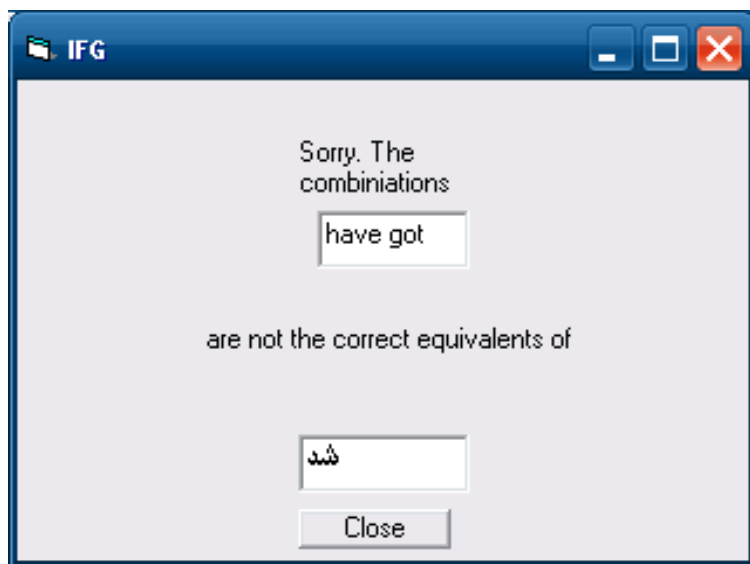 IFG
Sorry. The
combiniations
have got
are not the correct equivalents of
شد
Close